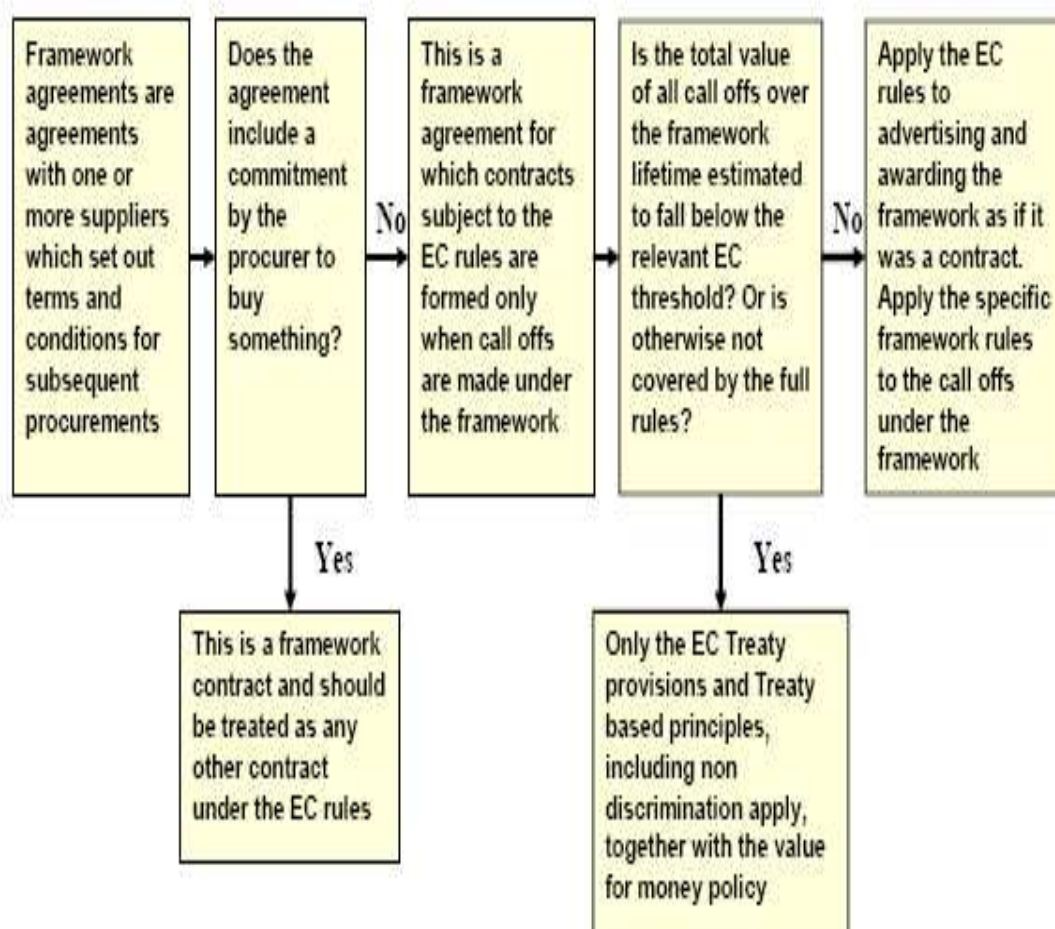 Framework
agreements are
agreements
with one or
more suppliers
which set out
terms and
conditions for
subsequent
procurements
Does the
agreement
include a
commitment
by the
procurer to
buy
something?
No
This is a
framework
agreement for
which contracts
subject to the
EC rules are
formed only
when call offs
are made under
the framework
Is the total value
of all call offs over
the framework
lifetime estimated
to fall below the
relevant EC
threshold? Or is
otherwise not
covered by the full
rules?
No
Apply the EC
rules to
advertising and
awarding the
framework as if it
was a contract.
Apply the specific
framework rules
to the call offs
under the
framework
Yes
This is a framework
contract and should
be treated as any
other contract
under the EC rules
Yes
Only the EC Treaty
provisions and Treaty
based principles,
including non
discrimination apply,
together with the value
for money policy